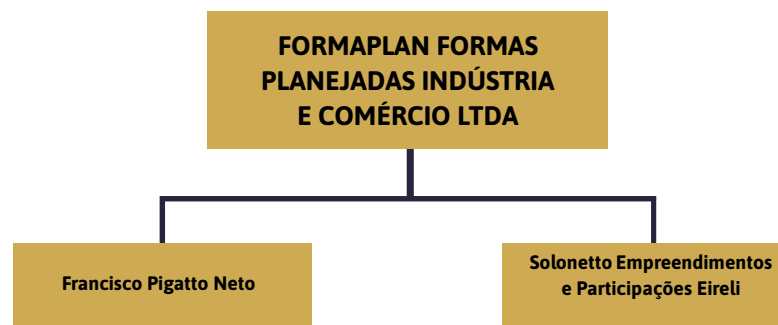 FORMAPLAN FORMAS
PLANEJADAS INDÚSTRIA
E COMÉRCIO LTDA
Francisco Pigatto Neto
Solonetto Empreendimentos
e Participações Eireli